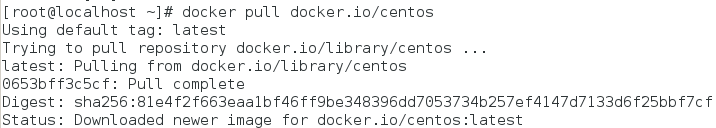 [root@localhost ~]# docker pull docker.io/centos
Using default tag: latest
Trying to pull repository docker.io/library/centos ...
latest: Pulling from docker.io/library/centos
0653bff3c5cf: Pull complete
Digest: sha256:81e4f2f663eaa1bf46ff9be348396dd7053734b257ef4147d7133d6f25bbf7cf
Status: Downloaded newer image for docker.io/centos:latest